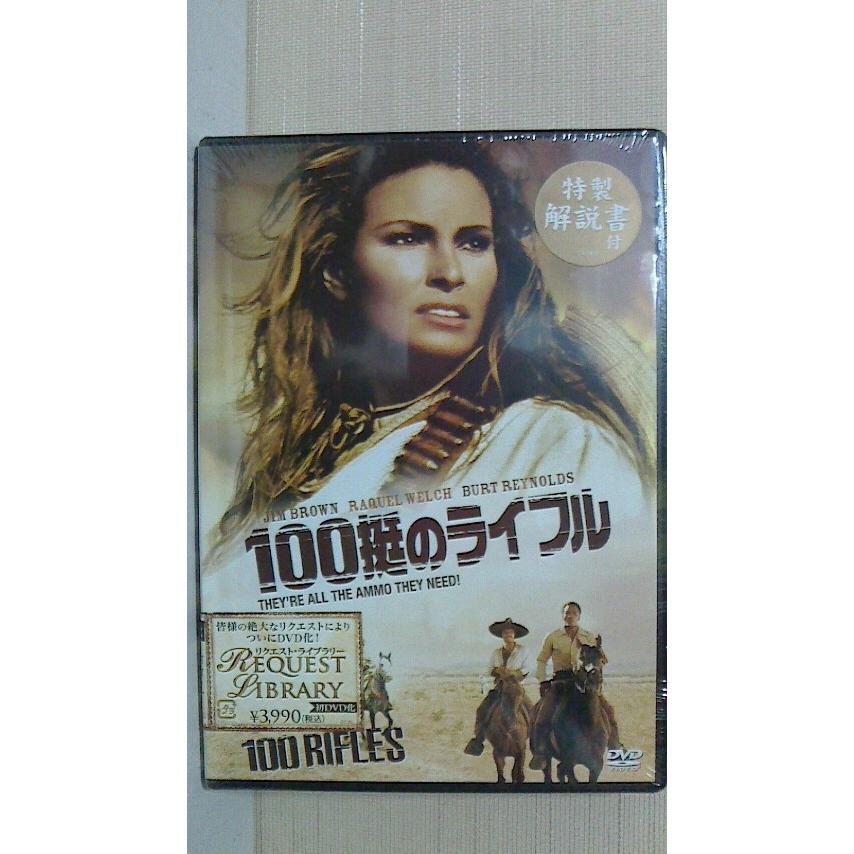 特製
解説書
付
JIM BROWN RAQUEL WELCH BURT REYNOLDS
100挺のライフル
THEY'RE ALL THE AMMO THEY NEED!
皆様の絶大なリクエストにより
ついにDVD化!
リクエスト・ライブラリー
REQUEST
LIBRARY
初DVD化
¥3,990(税込)
100 RIFLES
DVD
VIDEO